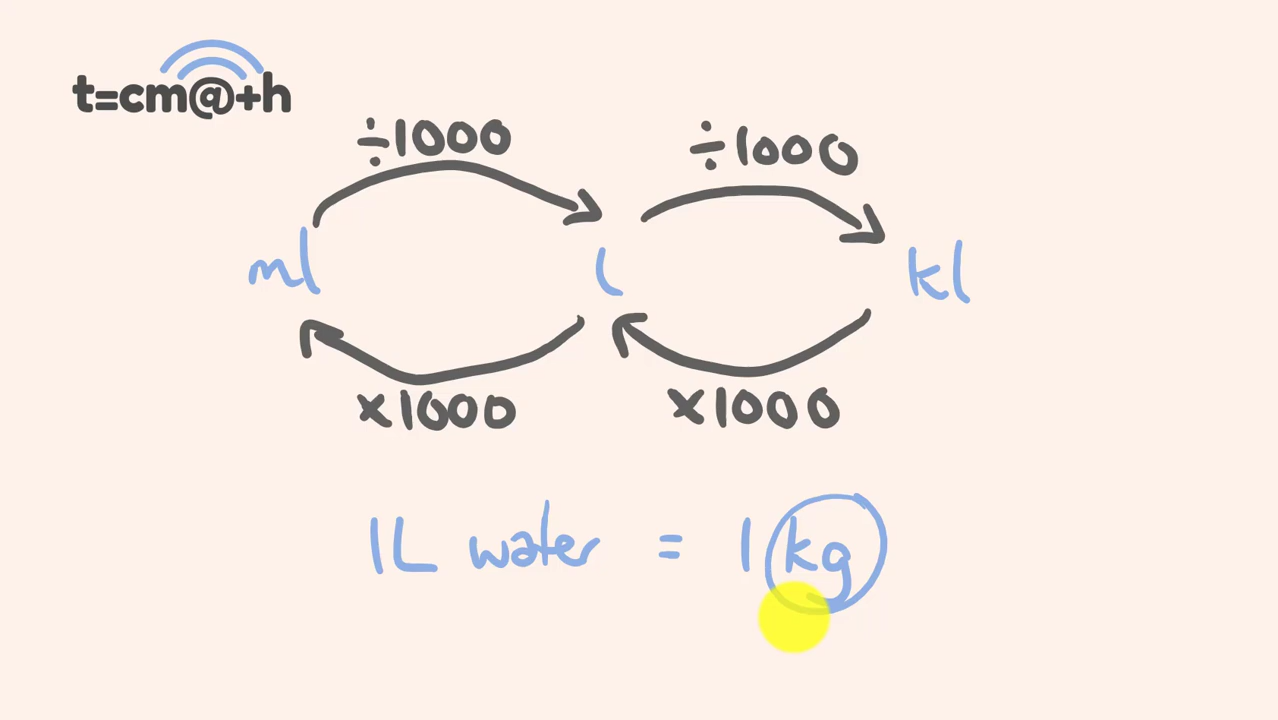 t=cm@+h
÷1000 ÷1000
ml l kl
x1000 x1000
1L water = 1 kg